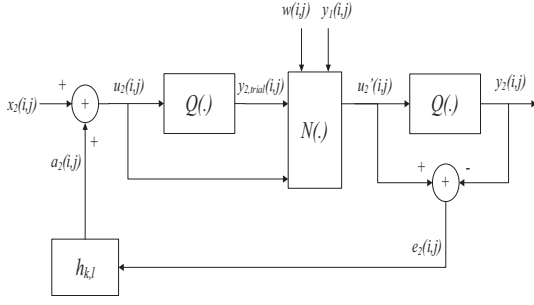 w(i,j) y1(i,j)
+ u2(i,j) y2,trial(i,j) u2'(i,j) y2(i,j)
x2(i,j) + Q(.) N(.) Q(.)
+
a2(i,j) + + -
e2(i,j)
hk,l